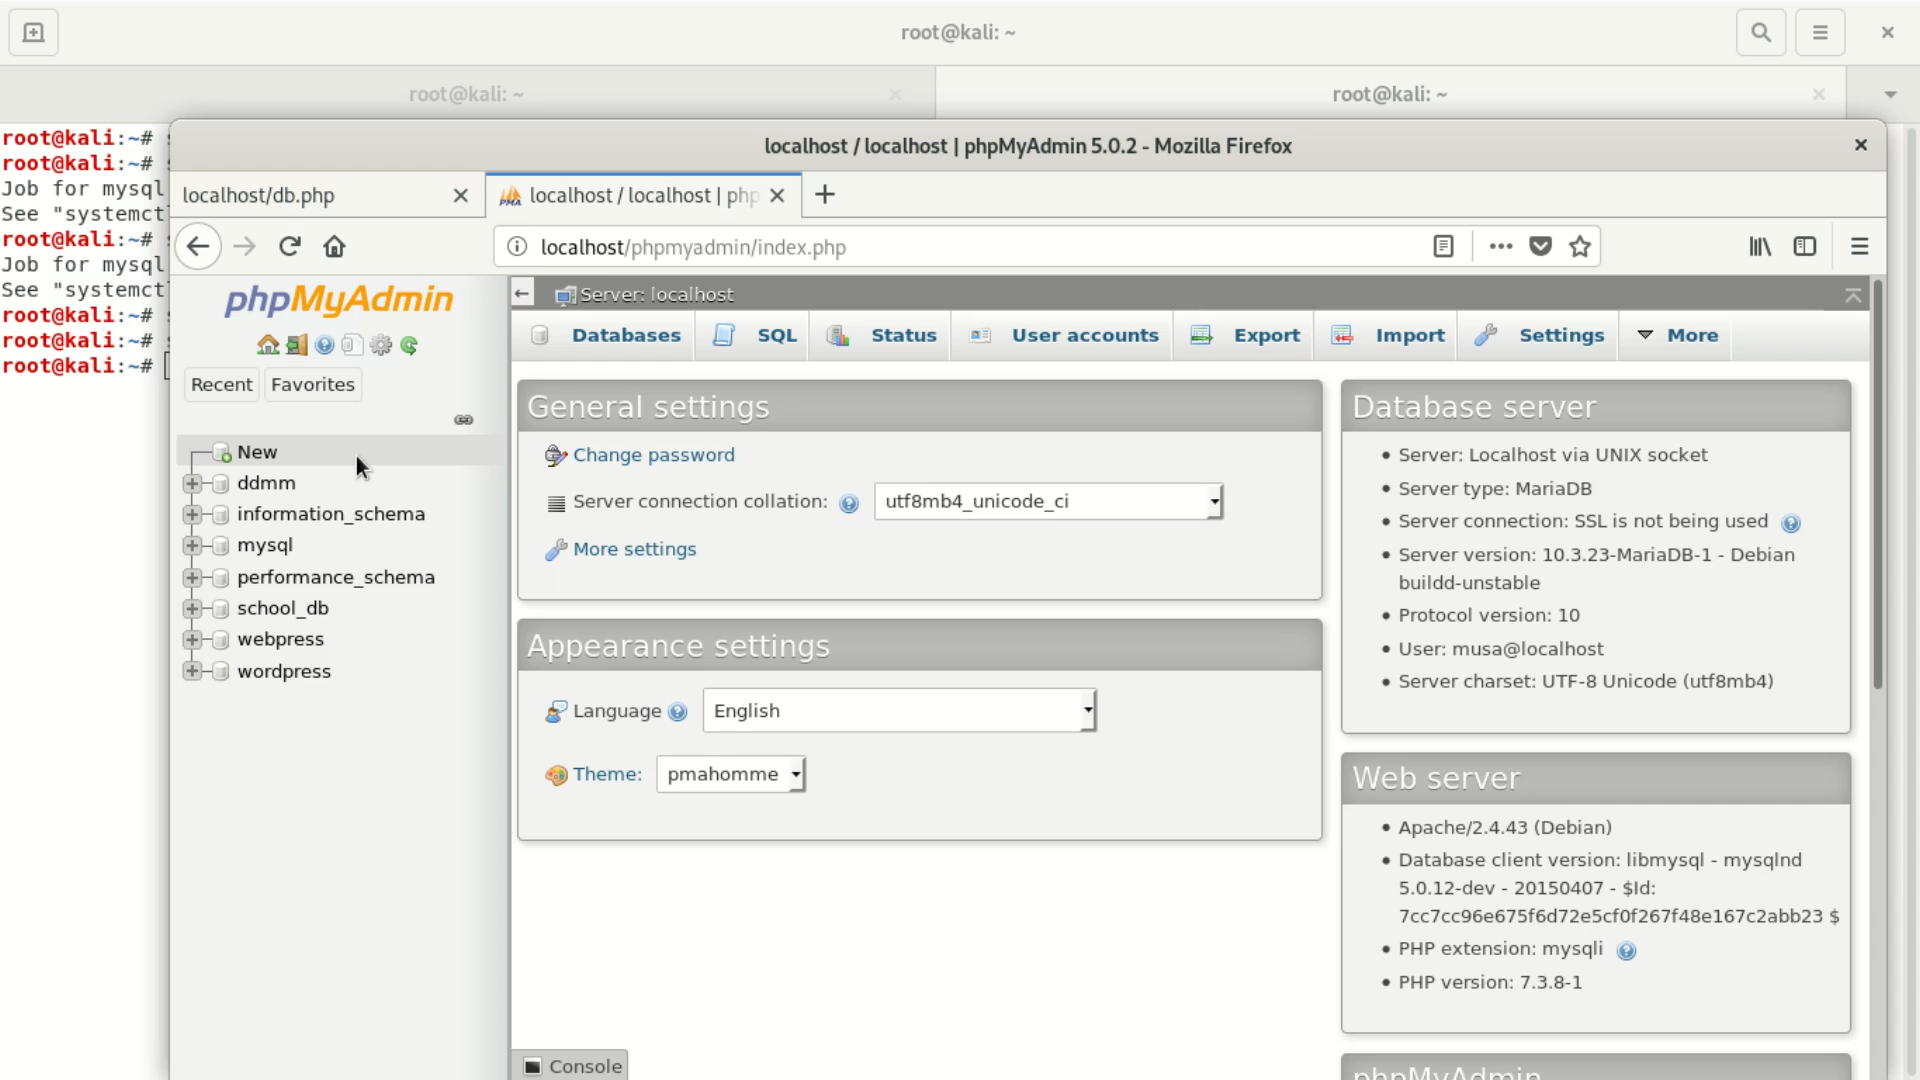 root@kali: ~
root@kali: ~
root@kali: ~
root@kali:~#
root@kali:~#
Job for mysql
See "systemct
root@kali:~#
Job for mysql
See "systemct
root@kali:~#
root@kali:~#
root@kali:~#
localhost / localhost | phpMyAdmin 5.0.2 - Mozilla Firefox
localhost/db.php
localhost / localhost | php
localhost/phpmyadmin/index.php
phpMyAdmin
Recent
Favorites
New
ddmm
information_schema
mysql
performance_schema
school_db
webpress
wordpress
Server: localhost
Databases
SQL
Status
User accounts
Export
Import
Settings
More
General settings
Change password
Server connection collation:
utf8mb4_unicode_ci
More settings
Appearance settings
Language
English
Theme:
pmahomme
Database server
Server: Localhost via UNIX socket
Server type: MariaDB
Server connection: SSL is not being used
Server version: 10.3.23-MariaDB-1 - Debian
buildd-unstable
Protocol version: 10
User: musa@localhost
Server charset: UTF-8 Unicode (utf8mb4)
Web server
Apache/2.4.43 (Debian)
Database client version: libmysql - mysqlnd
5.0.12-dev - 20150407 - $Id:
7cc7cc96e675f6d72e5cf0f267f48e167c2abb23 $
PHP extension: mysqli
PHP version: 7.3.8-1
phpMyAdmin
Console